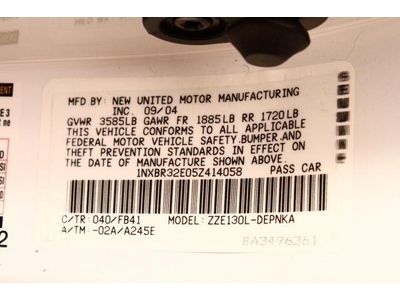 MFD BY: NEW UNITED MOTOR MANUFACTURING
INC. 09/04
GVWR 3585LB GAWR FR 1885LB RR 1720LB
THIS VEHICLE CONFORMS TO ALL APPLICABLE
FEDERAL MOTOR VEHICLE SAFETY, BUMPER, AND
THEFT PREVENTION STANDARDS IN EFFECT ON
THE DATE OF MANUFACTURE SHOWN ABOVE.
1NXBR32E05Z414058 PASS CAR
C/TR: 040/FB41 MODEL: ZZE130L-DEPNKA
A/TM: -02A/A245E
BA3496361